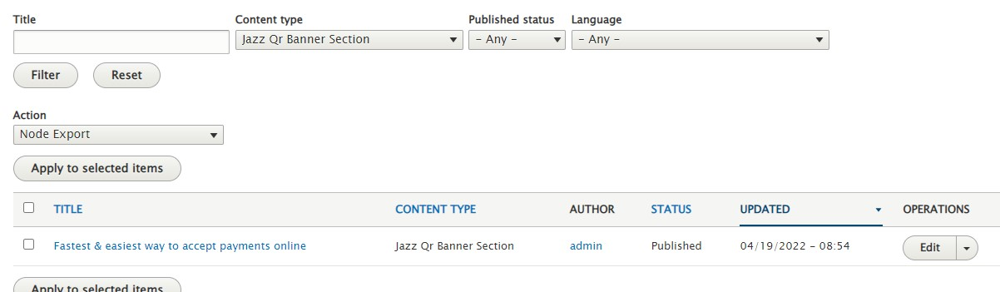 Title Content type Published status Language
Jazz Qr Banner Section - Any - - Any -
Filter Reset
Action
Node Export
Apply to selected items
TITLE CONTENT TYPE AUTHOR STATUS UPDATED OPERATIONS
Fastest & easiest way to accept payments online Jazz Qr Banner Section admin Published 04/19/2022 - 08:54 Edit
Apply to selected items